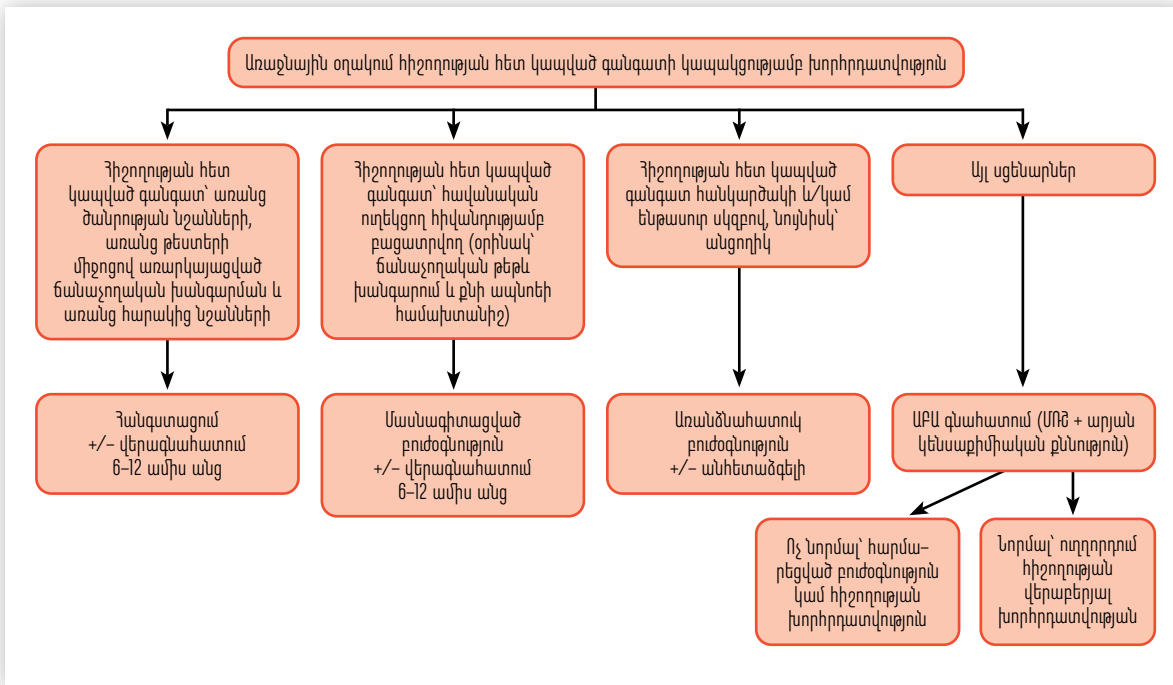 Առաջնային օղակում հիշողության հետ կապված գանգատի կապակցությամբ խորհրդատվություն
Հիշողության հետ
կապված գանգատ՝ առանց
ծանրության նշանների,
առանց թեստերի
միջոցով առարկայացված
ճանաչողական խանգարման և
առանց հարակից նշանների
Հիշողության հետ կապված
գանգատ՝ հավանական
ուղեկցող հիվանդությամբ
բացատրվող (օրինակ՝
ճանաչողական թեթև
խանգարում և քնի ապնոեի
համախտանիշ)
Հիշողության հետ կապված
գանգատ հանկարծակի և/կամ
ենթասուր սկզբով, նույնիսկ՝
անցողիկ
Այլ սցենարներ
Հանգստացում
+/– վերագնահատում
6–12 ամիս անց
Մասնագիտացված
բուժօգնություն
+/– վերագնահատում
6–12 ամիս անց
Առանձնահատուկ
բուժօգնություն
+/– անհետաձգելի
ԱԲԱ գնահատում (ՄՌՇ + արյան
կենսաքիմիական քննություն)
Ոչ նորմալ՝ հարմա–
րեցված բուժօգնություն
կամ հիշողության
խորհրդատվություն
Նորմալ՝ ուղղորդում
հիշողության
վերաբերյալ
խորհրդատվության